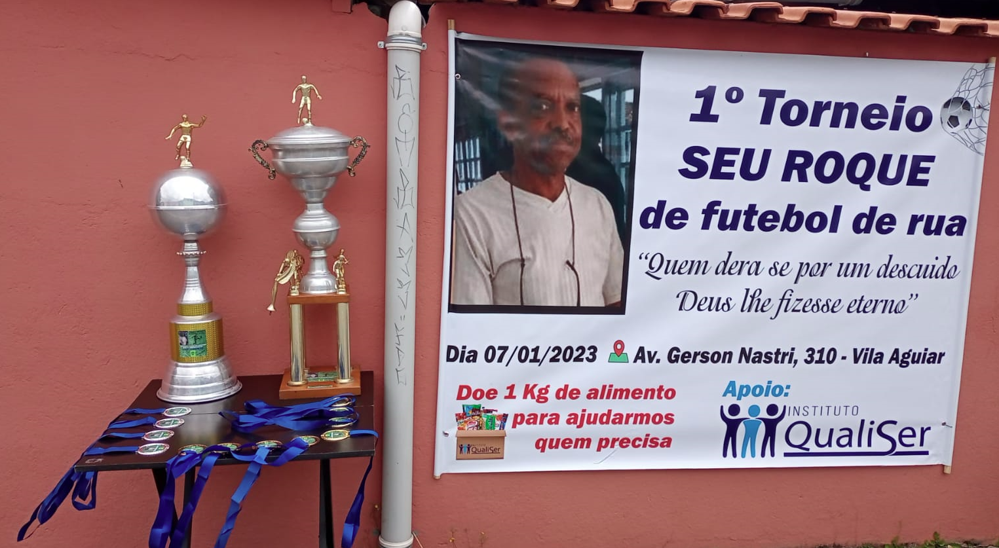 1º Torneio
SEU ROQUE
de futebol de rua
“Quem dera se por um descuido
Deus lhe fizesse eterno”
Dia 07/01/2023 Av. Gerson Nastri, 310 - Vila Aguiar
Doe 1 Kg de alimento
para ajudarmos
quem precisa
INSTITUTO
QualiSer
Apoio:
INSTITUTO
QualiSer